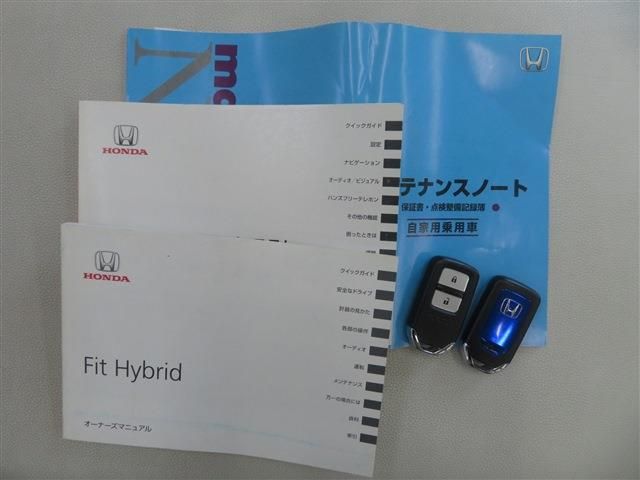 ma
N
テナンスノート
保証書・点検整備記録簿
自家用乗用車
HONDA
クイックガイド
設定
ナビゲーション
オーディオ/ビジュアル
ハンズフリーテレホン
その他の機能
困ったときは
HONDA
Fit Hybrid
オーナーズマニュアル
クイックガイド
安全なドライブ
計器の見かた
各部の操作
オーディオ
運転
メンテナンス
万一の場合には
資料
索引